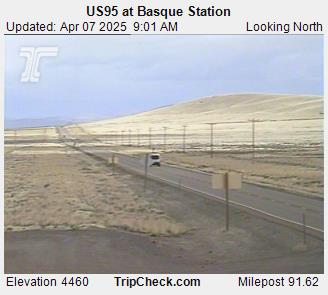 US95 at Basque Station
Updated: Apr 07 2025 9:01 AM Looking North
Elevation 4460 TripCheck.com Milepost 91.62